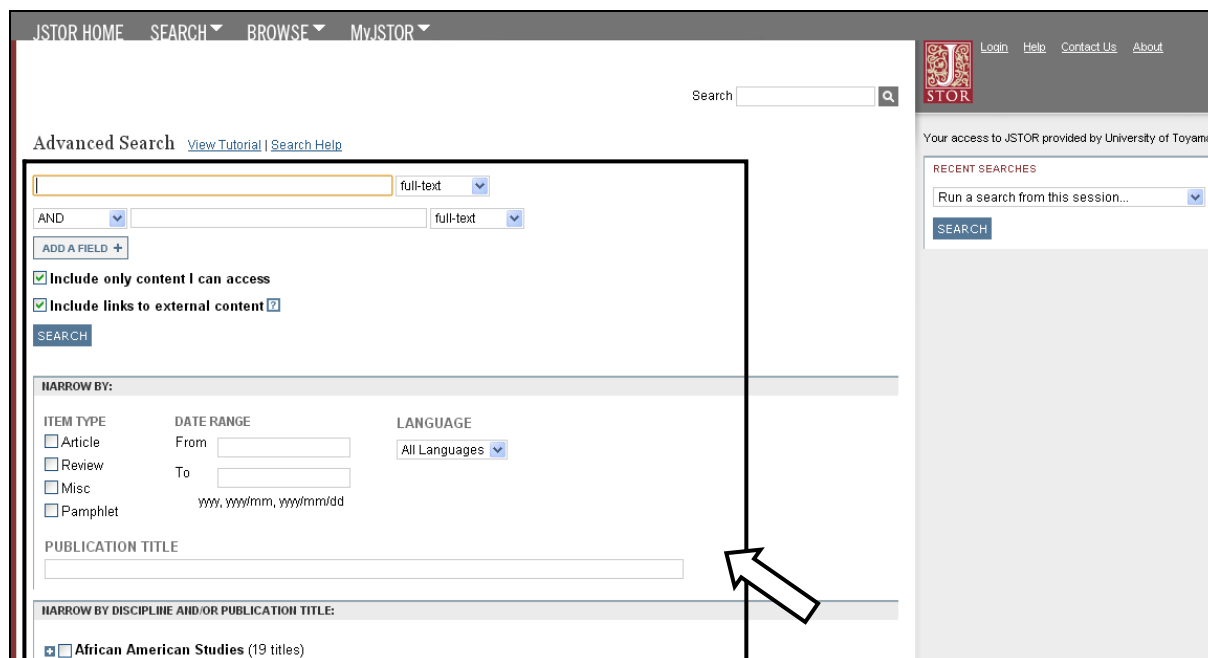 JSTOR HOME SEARCH BROWSE MyJSTOR
Login Help Contact Us About
JSTOR
Search
Your access to JSTOR provided by University of Toyama
Advanced Search View Tutorial | Search Help
RECENT SEARCHES
Run a search from this session...
SEARCH
full-text
AND full-text
ADD A FIELD +
Include only content I can access
Include links to external content ?
SEARCH
NARROW BY:
ITEM TYPE
Article
Review
Misc
Pamphlet
DATE RANGE
From
To
yyyy, yyyy/mm, yyyy/mm/dd
LANGUAGE
All Languages
PUBLICATION TITLE
NARROW BY DISCIPLINE AND/OR PUBLICATION TITLE:
African American Studies (19 titles)